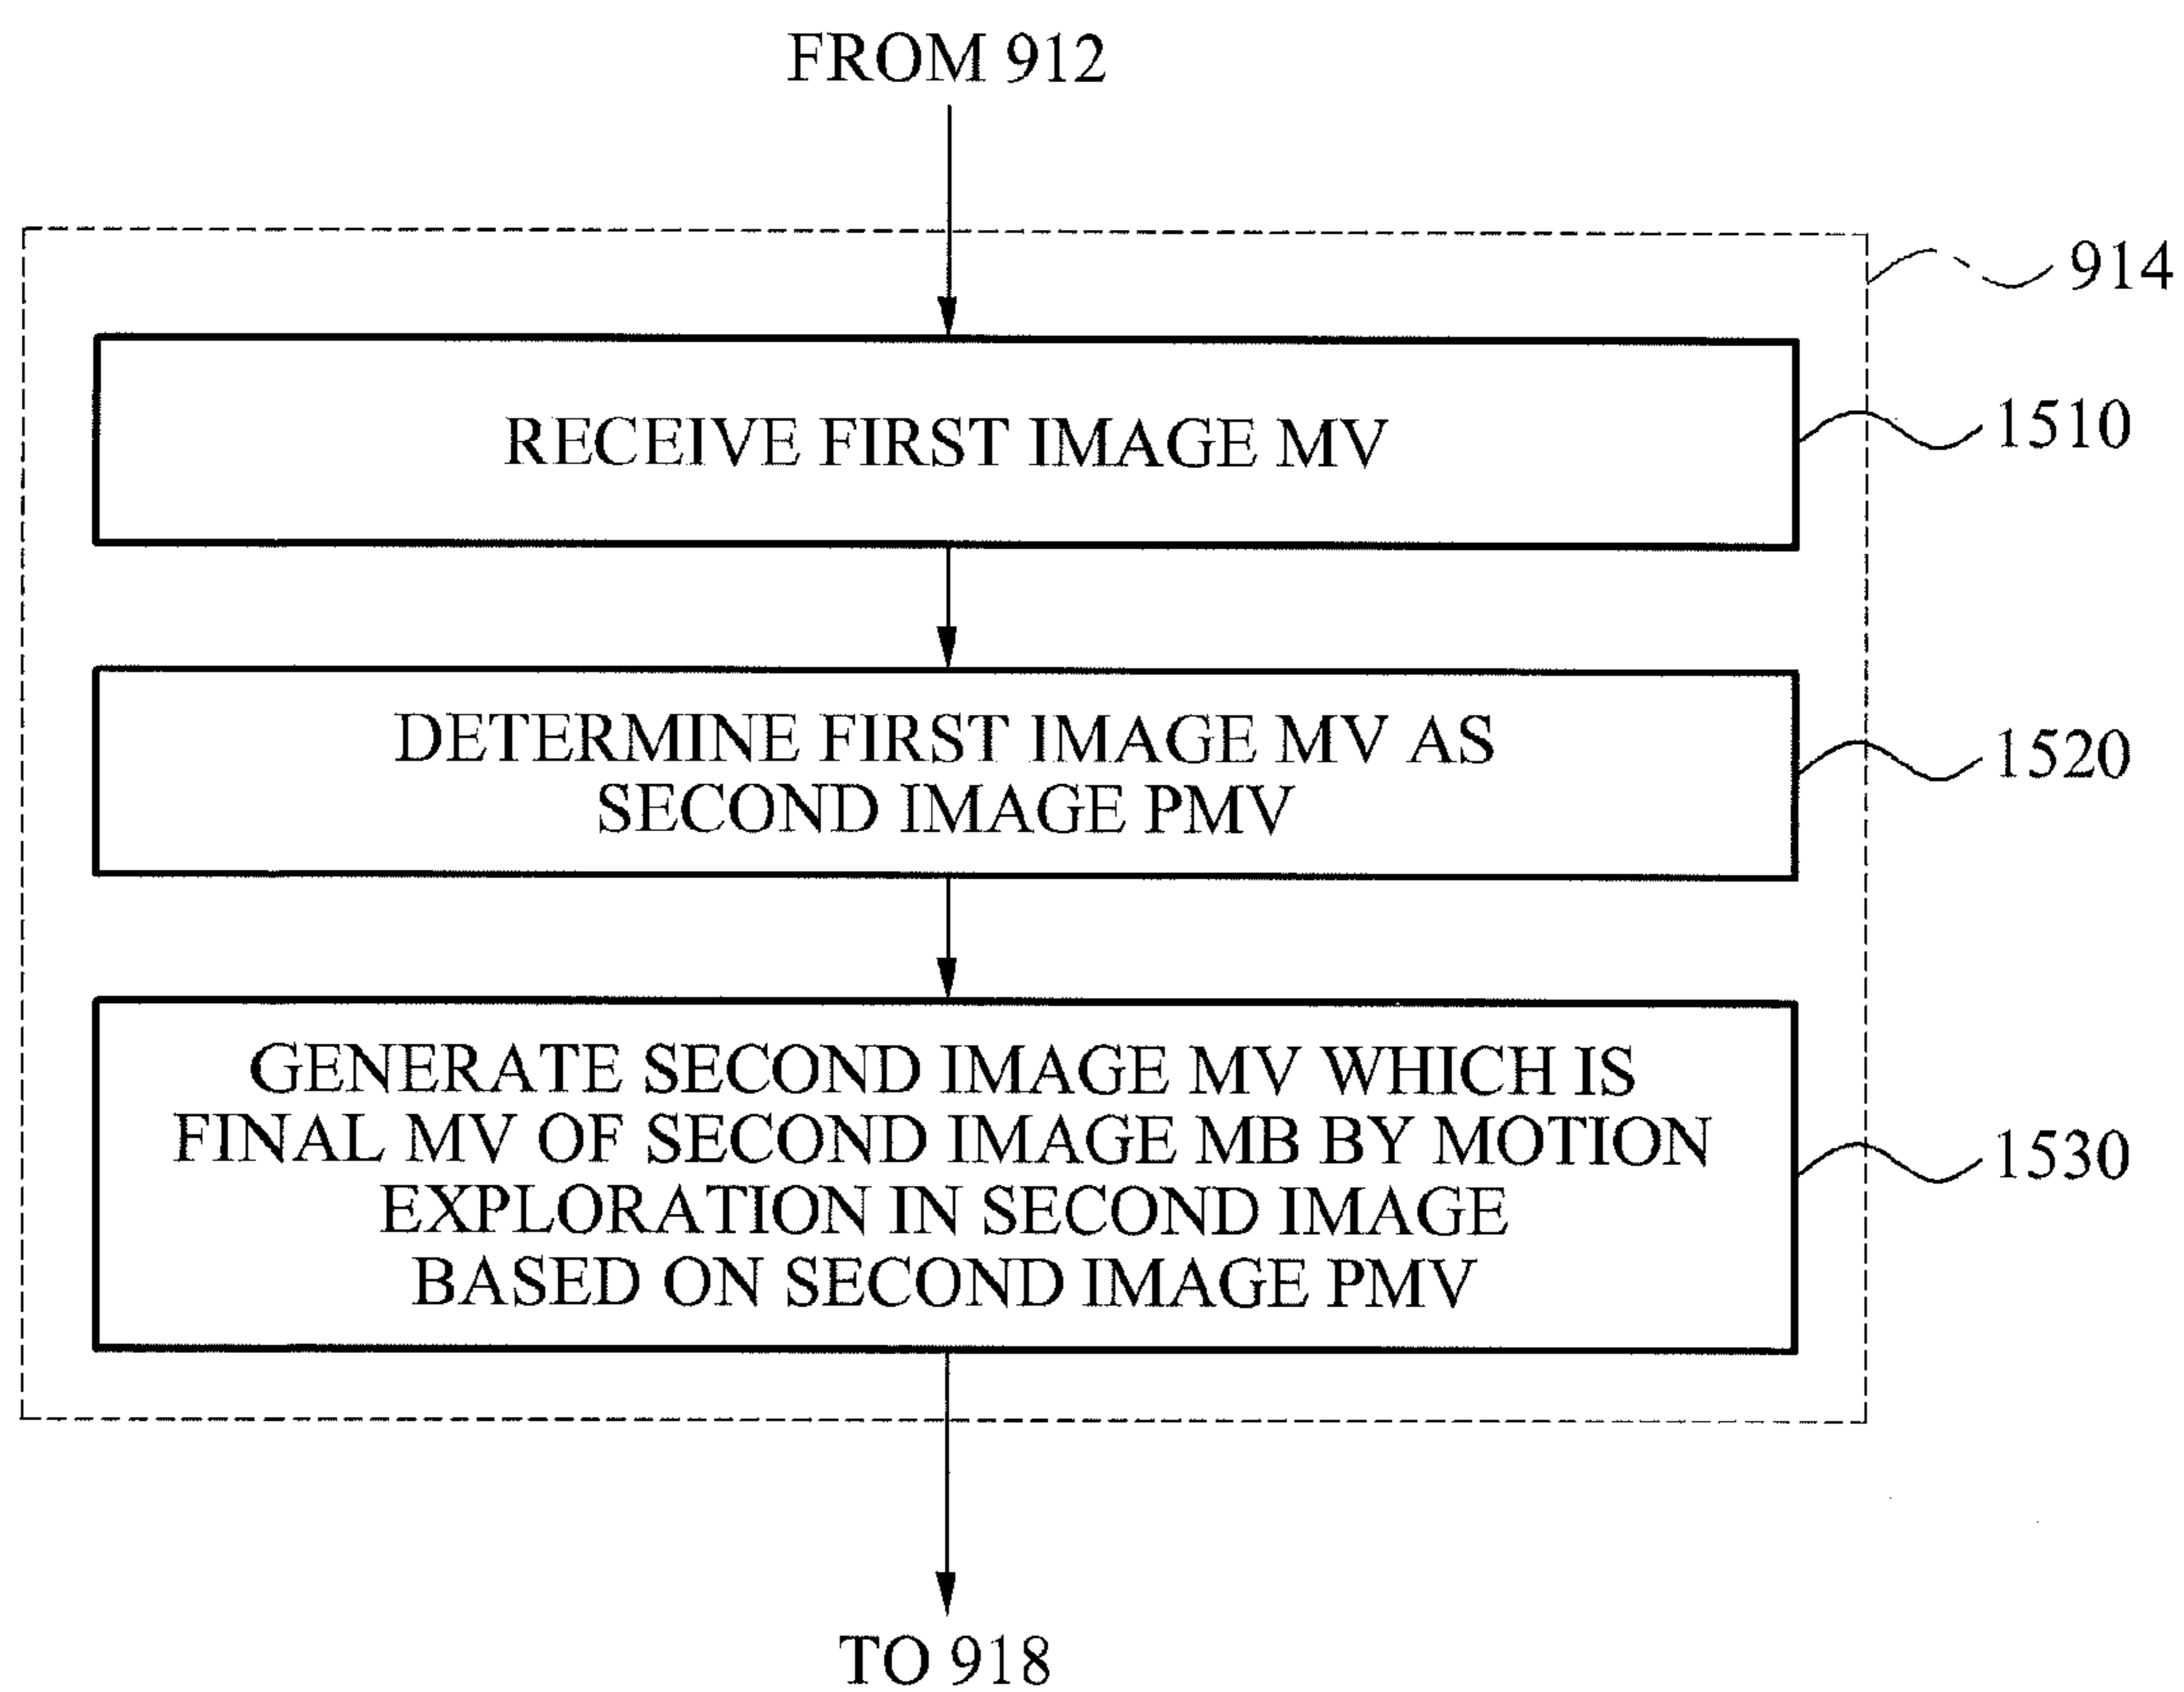 FROM 912
914
RECEIVE FIRST IMAGE MV
1510
DETERMINE FIRST IMAGE MV AS
SECOND IMAGE PMV
1520
GENERATE SECOND IMAGE MV WHICH IS
FINAL MV OF SECOND IMAGE MB BY MOTION
EXPLORATION IN SECOND IMAGE
BASED ON SECOND IMAGE PMV
1530
TO 918